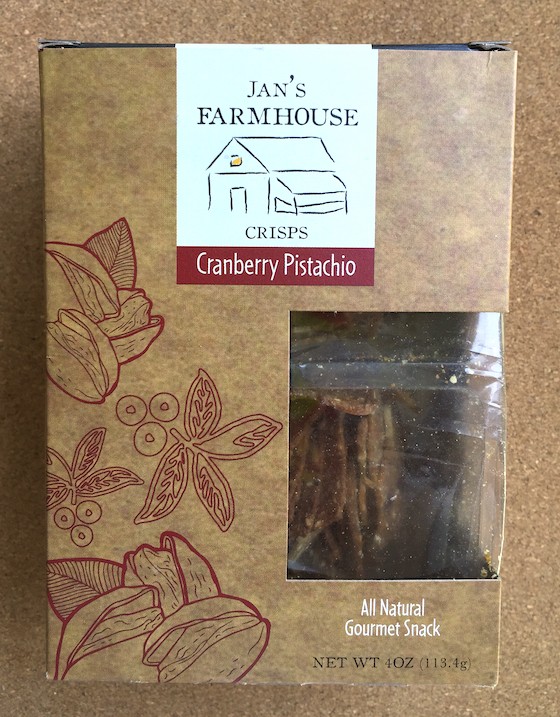 JAN'S
FARMHOUSE
CRISPS
Cranberry Pistachio
All Natural
Gourmet Snack
NET WT 4OZ (113.4g)